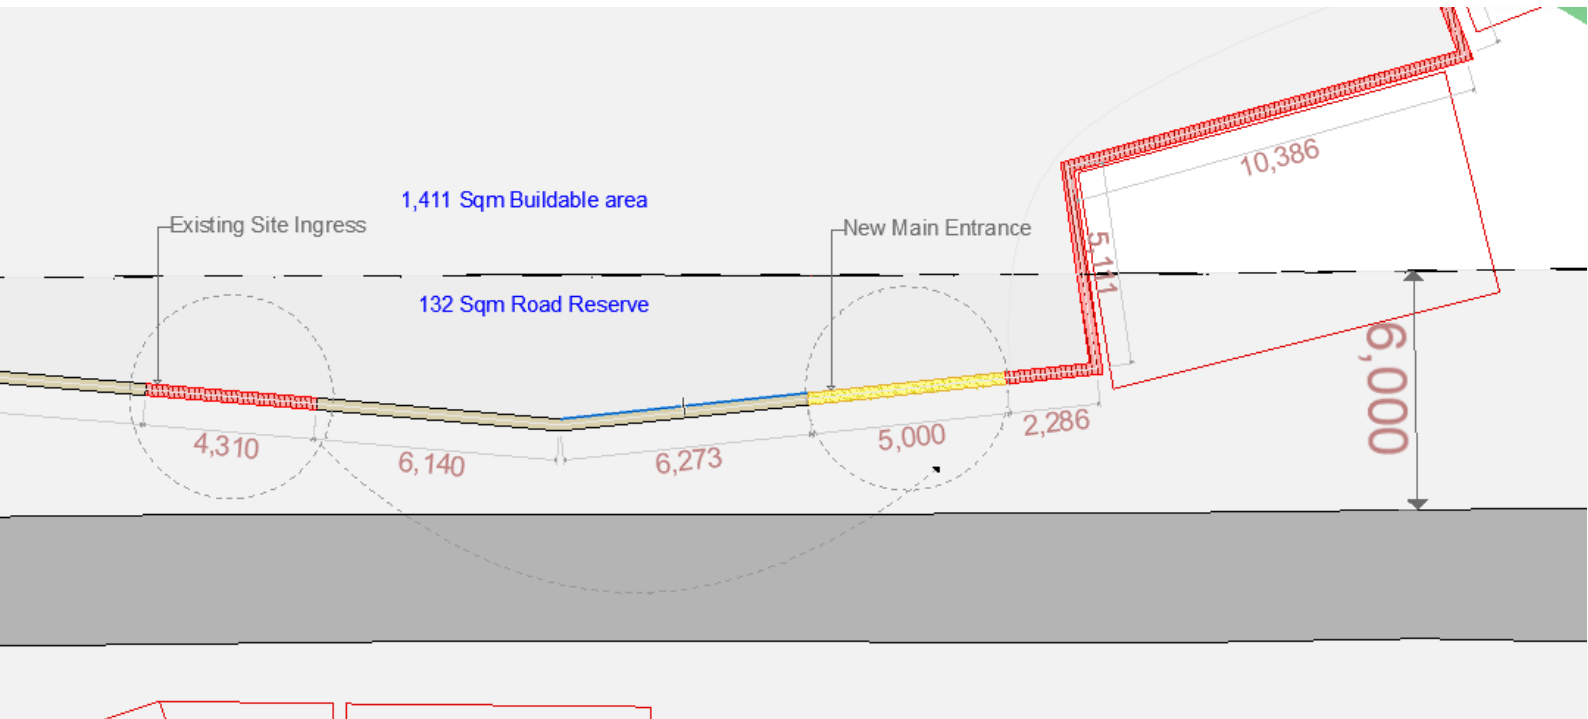 1,411 Sqm Buildable area
Existing Site Ingress
New Main Entrance
132 Sqm Road Reserve
10,386
5,111
6,000
4,310
6,140
6,273
5,000
2,286